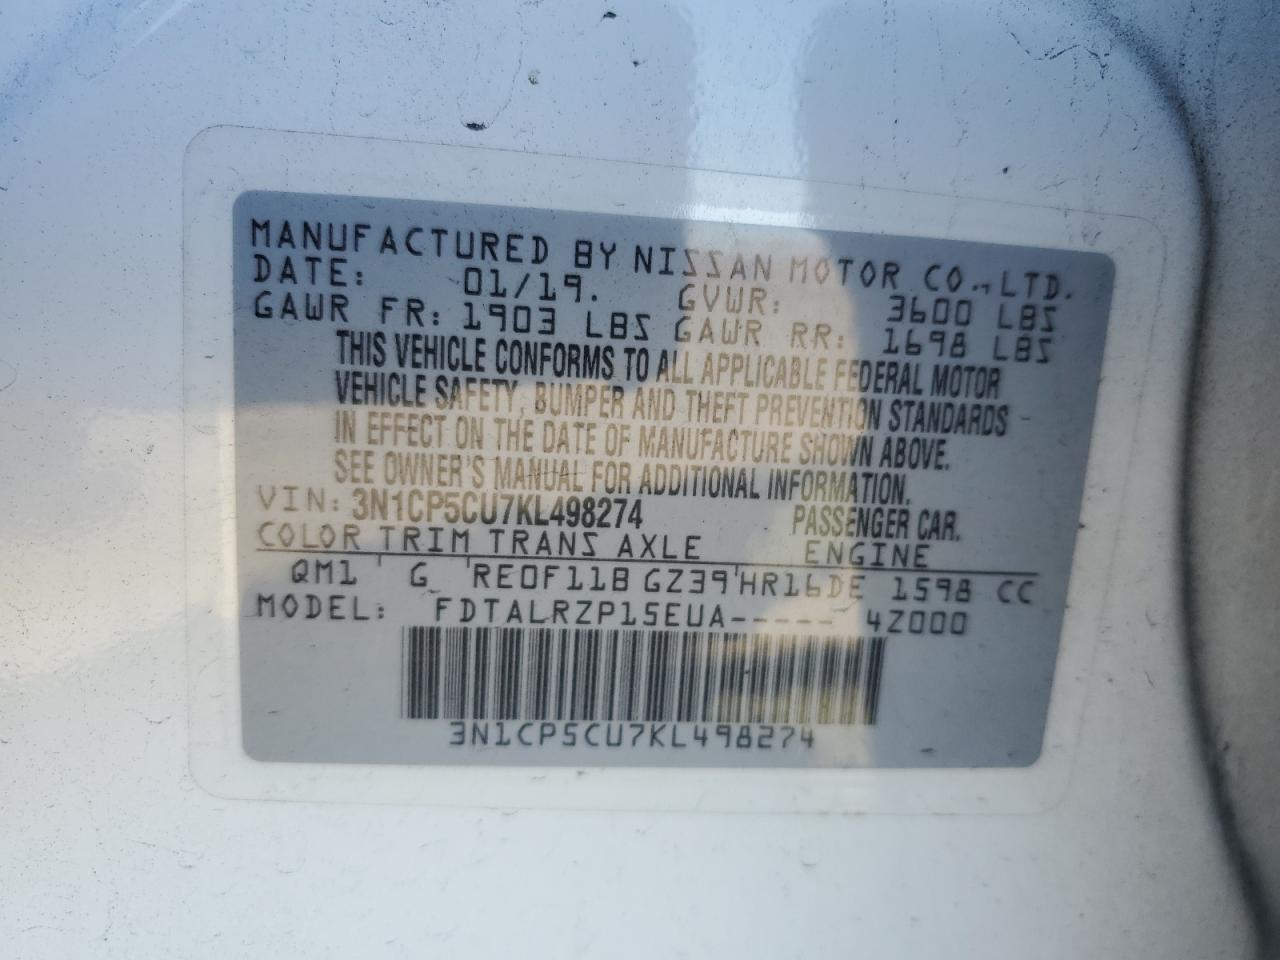 MANUFACTURED BY NISSAN MOTOR CO.,LTD.
DATE: 01/19. GVWR: 3600 LBS
GAWR FR: 1903 LBS GAWR RR: 1698 LBS
THIS VEHICLE CONFORMS TO ALL APPLICABLE FEDERAL MOTOR
VEHICLE SAFETY, BUMPER AND THEFT PREVENTION STANDARDS
IN EFFECT ON THE DATE OF MANUFACTURE SHOWN ABOVE.
SEE OWNER'S MANUAL FOR ADDITIONAL INFORMATION.
VIN: 3N1CP5CU7KL498274 PASSENGER CAR.
COLOR TRIM TRANS AXLE ENGINE
QM1 G RE0F11B GZ39 HR16DE 1598 CC
MODEL: FDTALRZP15EUA----- 42000
3N1CP5CU7KL498274